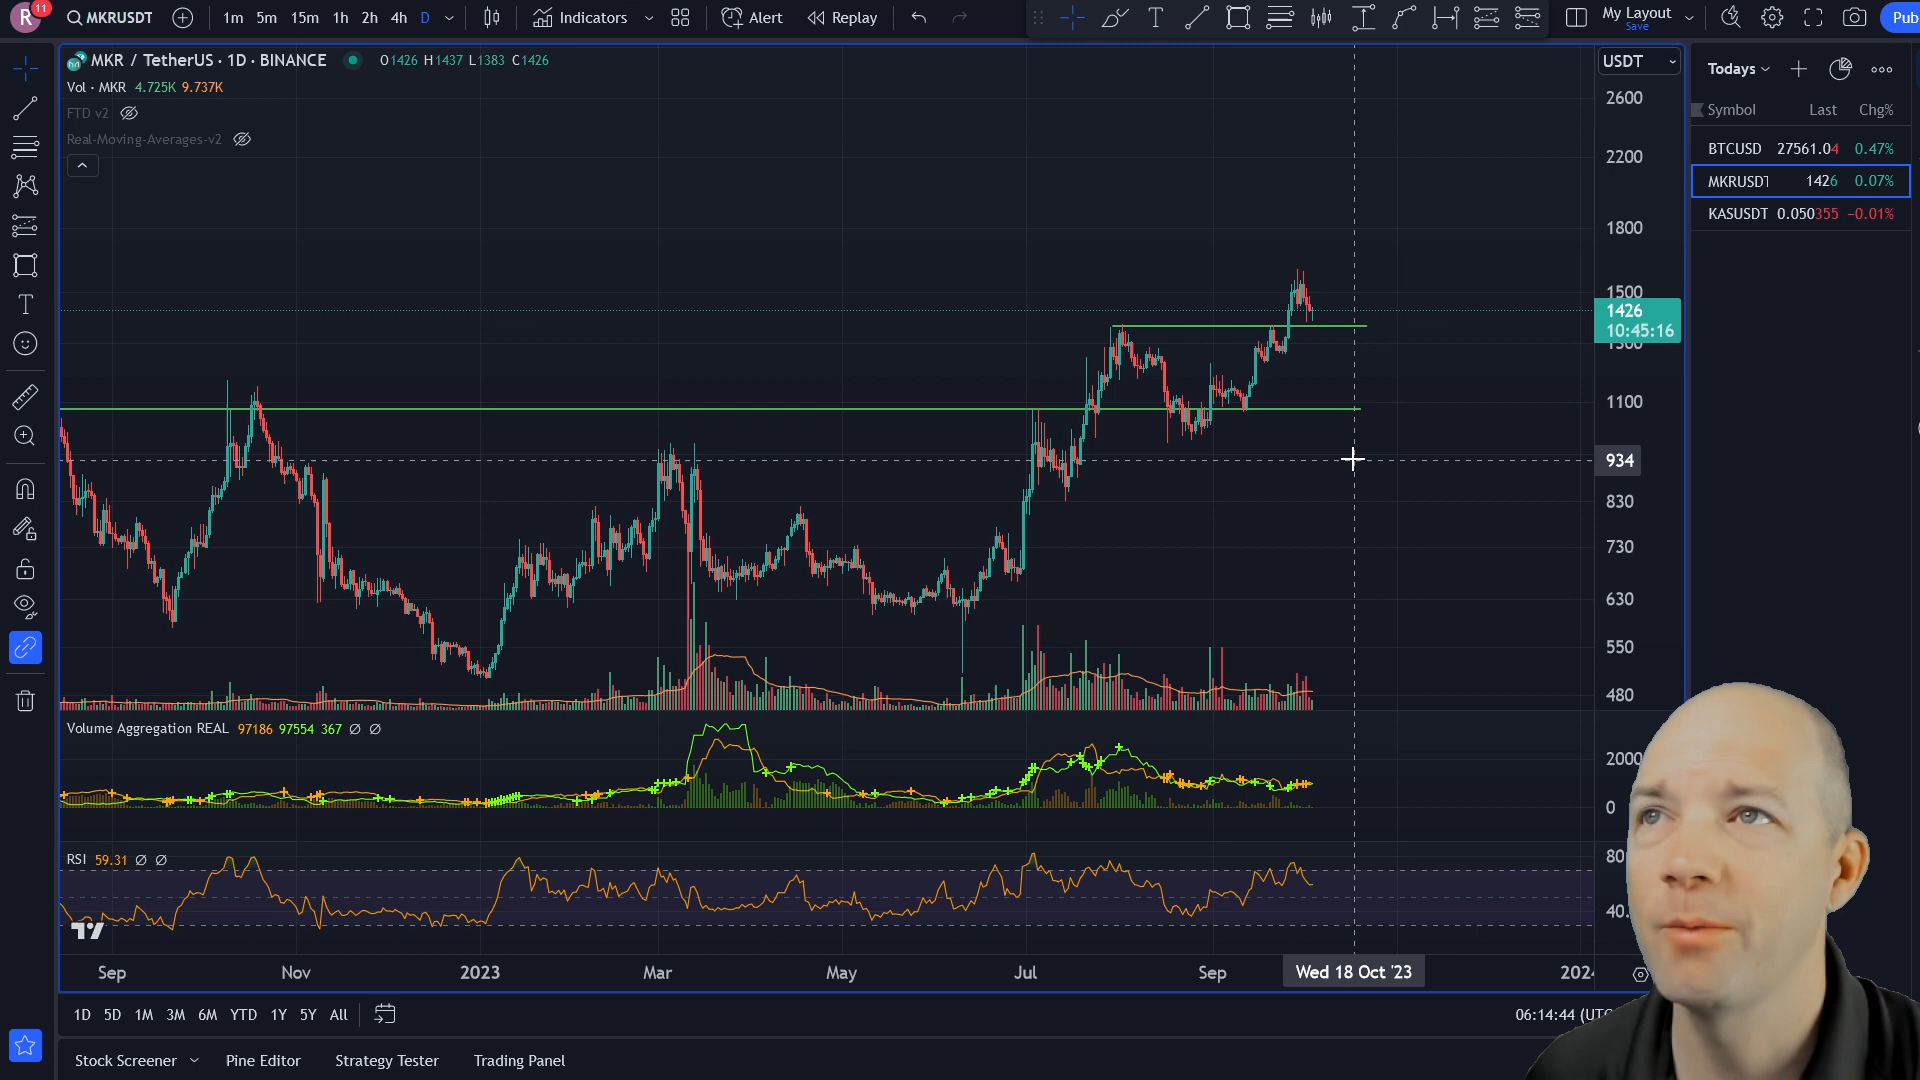 R 11 MKRUSDT 1m 5m 15m 1h 2h 4h D Indicators Alert Replay My Layout Save Pub
MKR / TetherUS · 1D · BINANCE O1426 H1437 L1383 C1426
Vol · MKR 4.725K 9.737K
FTD v2
Real-Moving-Averages-v2
USDT
2600
2200
1800
1500
1426
10:45:16
1300
1100
934
830
730
630
550
480
Todays
Symbol Last Chg%
BTCUSD 27561.04 0.47%
MKRUSDT 1426 0.07%
KASUSDT 0.050355 −0.01%
Volume Aggregation REAL 97186 97554 367 ∅ ∅
2000
0
RSI 59.31 ∅ ∅
80
40.
Sep Nov 2023 Mar May Jul Sep Wed 18 Oct '23 2024
1D 5D 1M 3M 6M YTD 1Y 5Y All 06:14:44 (UTC
Stock Screener Pine Editor Strategy Tester Trading Panel